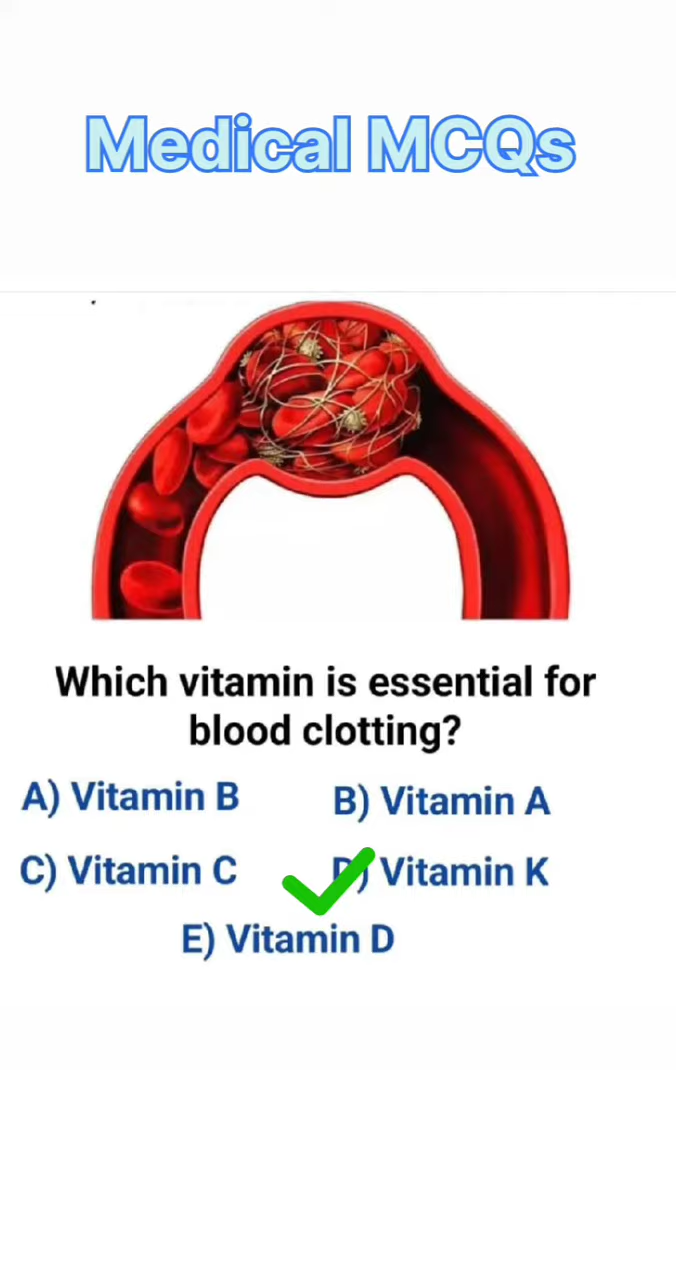 Medical MCQs
Which vitamin is essential for
blood clotting?
A) Vitamin B
B) Vitamin A
C) Vitamin C
D) Vitamin K
E) Vitamin D